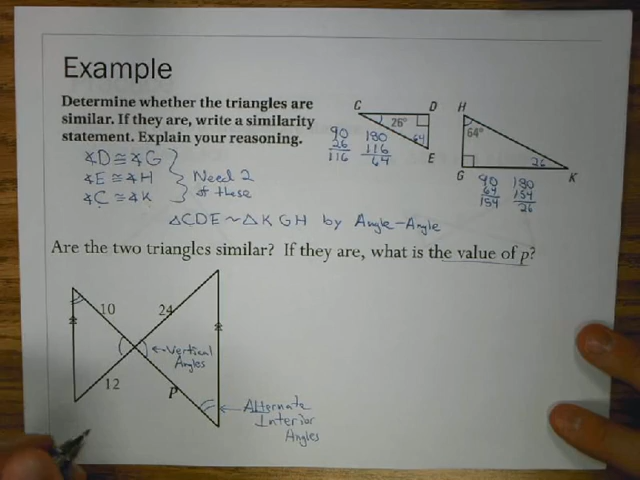 Example
Determine whether the triangles are
similar. If they are, write a similarity
statement. Explain your reasoning.
∡D ≅ ∡G
∡E ≅ ∡H
∡C ≅ ∡K
Need 2
of these
C
D
26°
64
E
90
26
116
180
116
64
H
64°
G
26
K
90
64
154
180
154
26
△CDE ~ △KGH by Angle-Angle
Are the two triangles similar? If they are, what is the value of p?
10
24
12
P
←Vertical
Angles
← Alternate
Interior
Angles